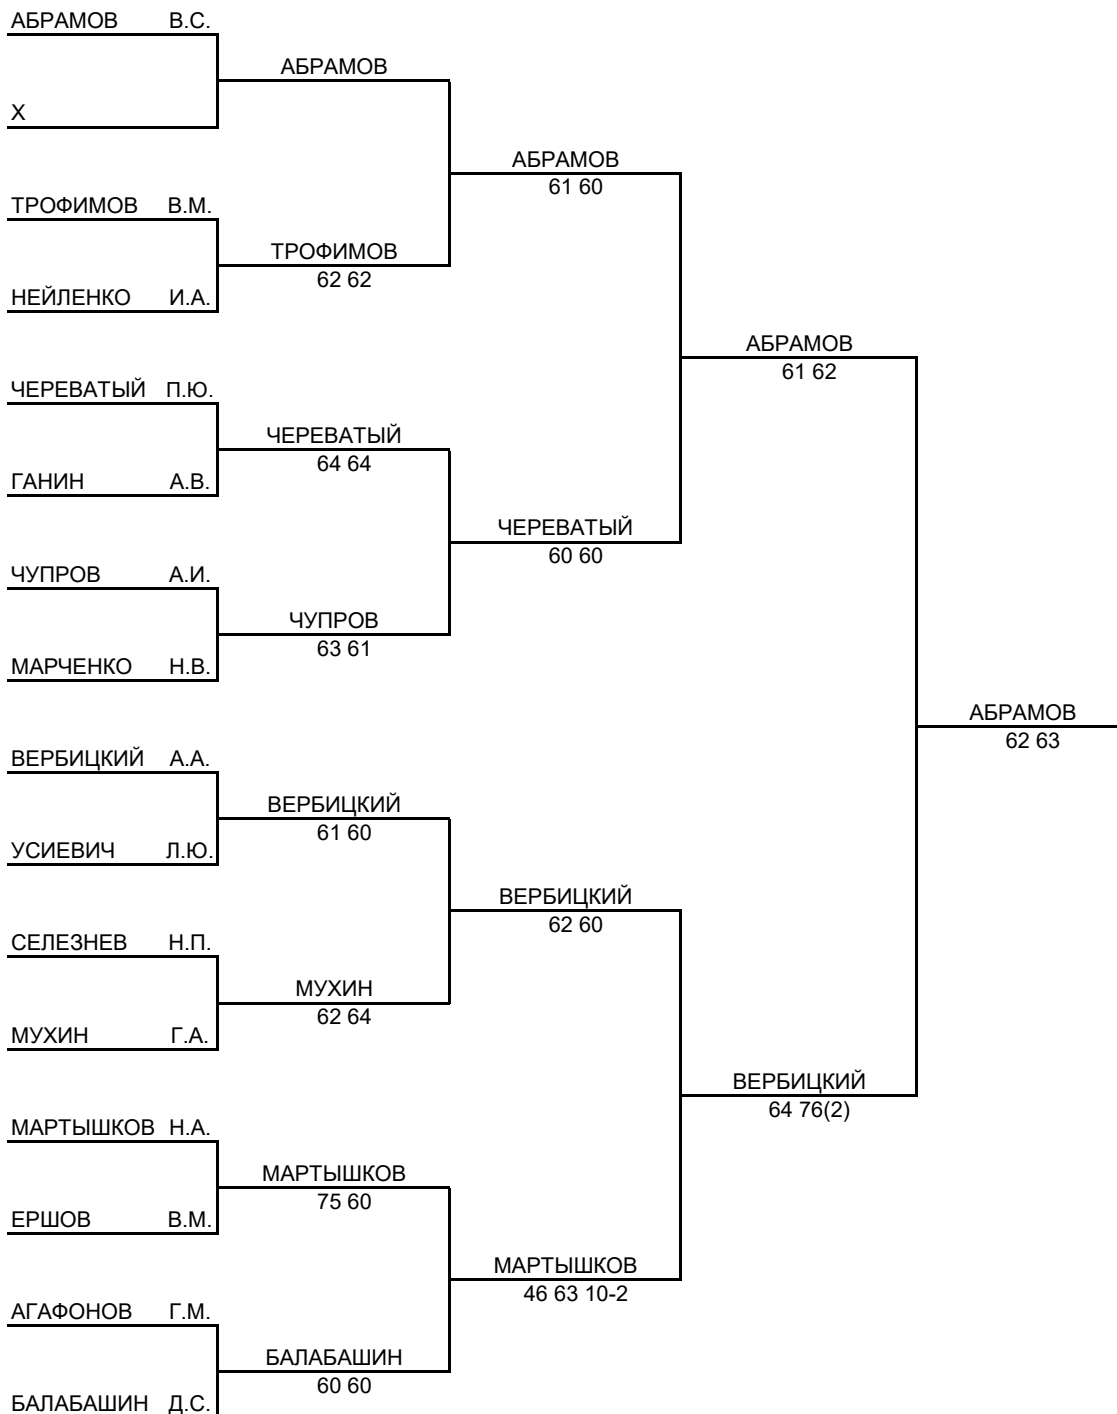 АБРАМОВ В.С.
АБРАМОВ
Х
АБРАМОВ
61 60
ТРОФИМОВ В.М.
ТРОФИМОВ
62 62
НЕЙЛЕНКО И.А.
АБРАМОВ
61 62
ЧЕРЕВАТЫЙ П.Ю.
ЧЕРЕВАТЫЙ
64 64
ГАНИН А.В.
ЧЕРЕВАТЫЙ
60 60
ЧУПРОВ А.И.
ЧУПРОВ
63 61
МАРЧЕНКО Н.В.
АБРАМОВ
62 63
ВЕРБИЦКИЙ А.А.
ВЕРБИЦКИЙ
61 60
УСИЕВИЧ Л.Ю.
ВЕРБИЦКИЙ
62 60
СЕЛЕЗНЕВ Н.П.
МУХИН
62 64
МУХИН Г.А.
ВЕРБИЦКИЙ
64 76(2)
МАРТЫШКОВ Н.А.
МАРТЫШКОВ
75 60
ЕРШОВ В.М.
МАРТЫШКОВ
46 63 10-2
АГАФОНОВ Г.М.
БАЛАБАШИН
60 60
БАЛАБАШИН Д.С.